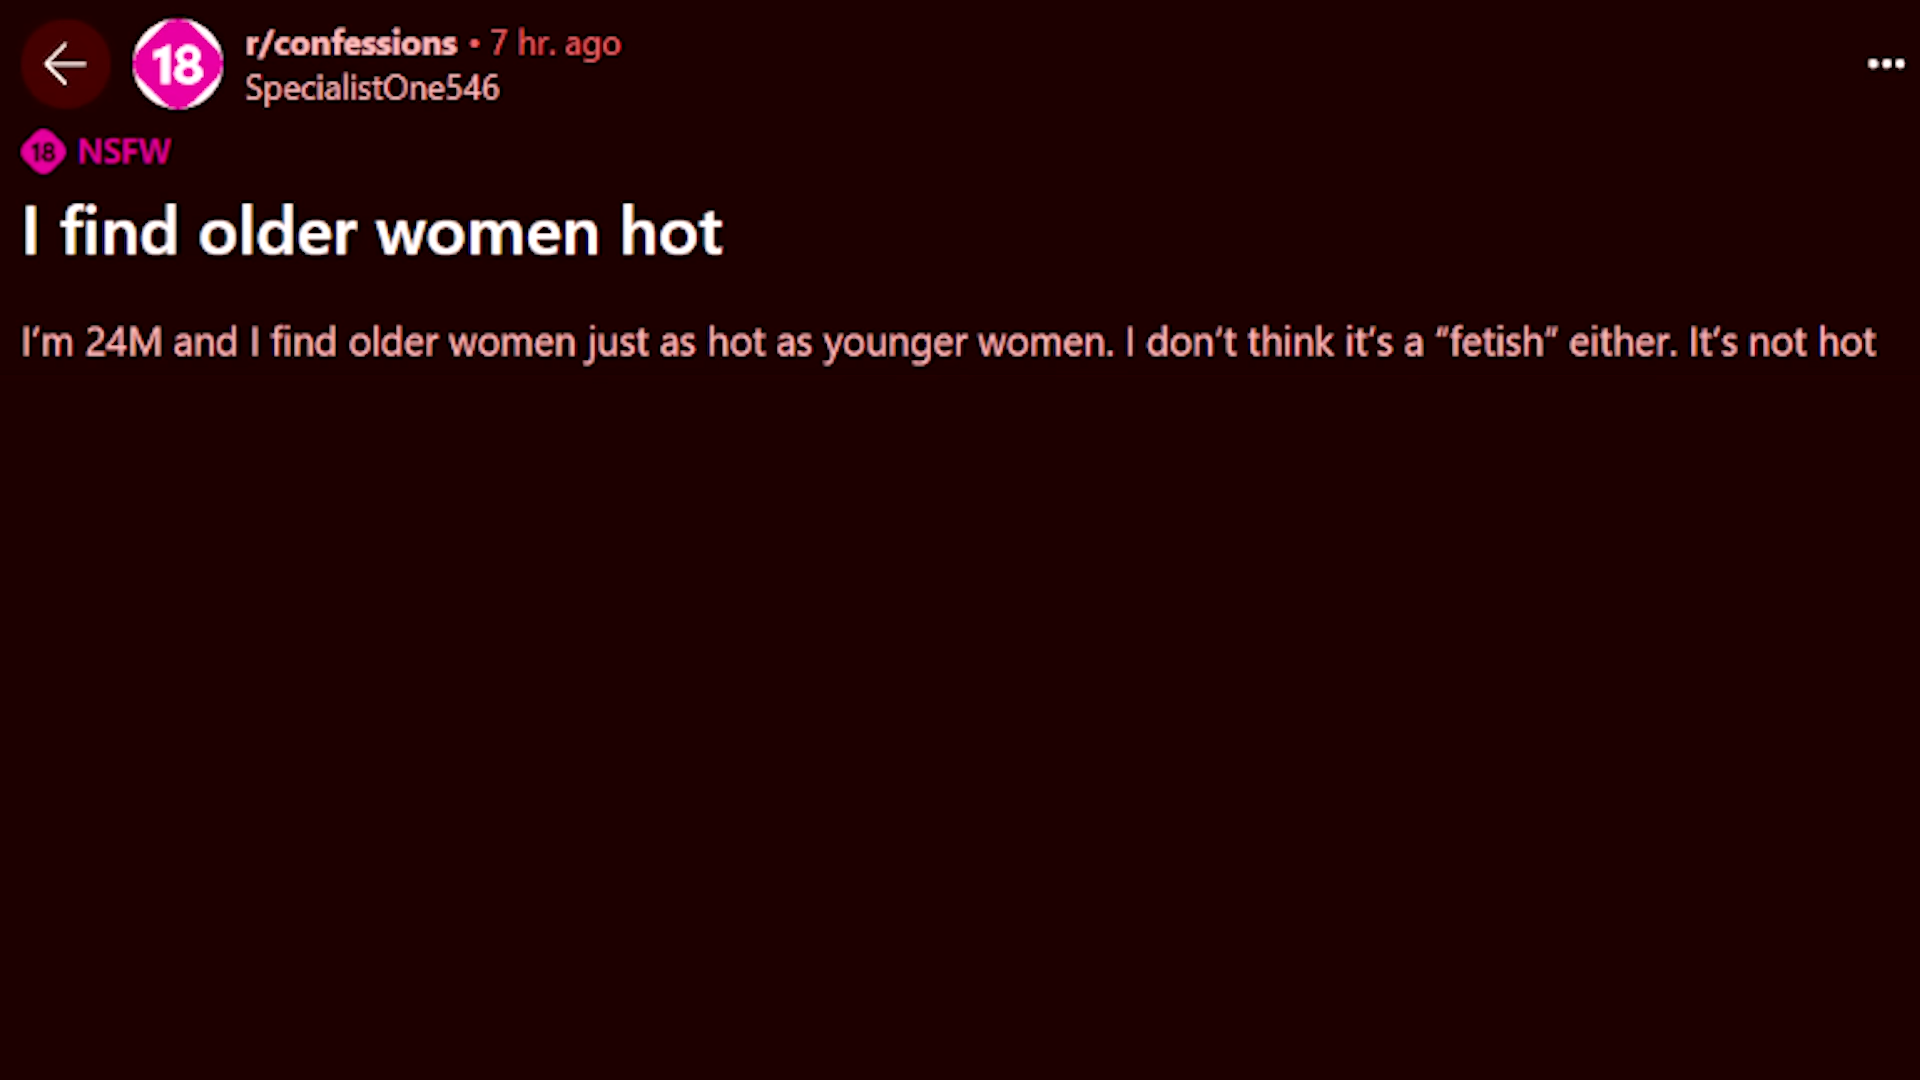 18 r/confessions • 7 hr. ago
SpecialistOne546
18 NSFW
I find older women hot
I’m 24M and I find older women just as hot as younger women. I don’t think it’s a “fetish” either. It’s not hot